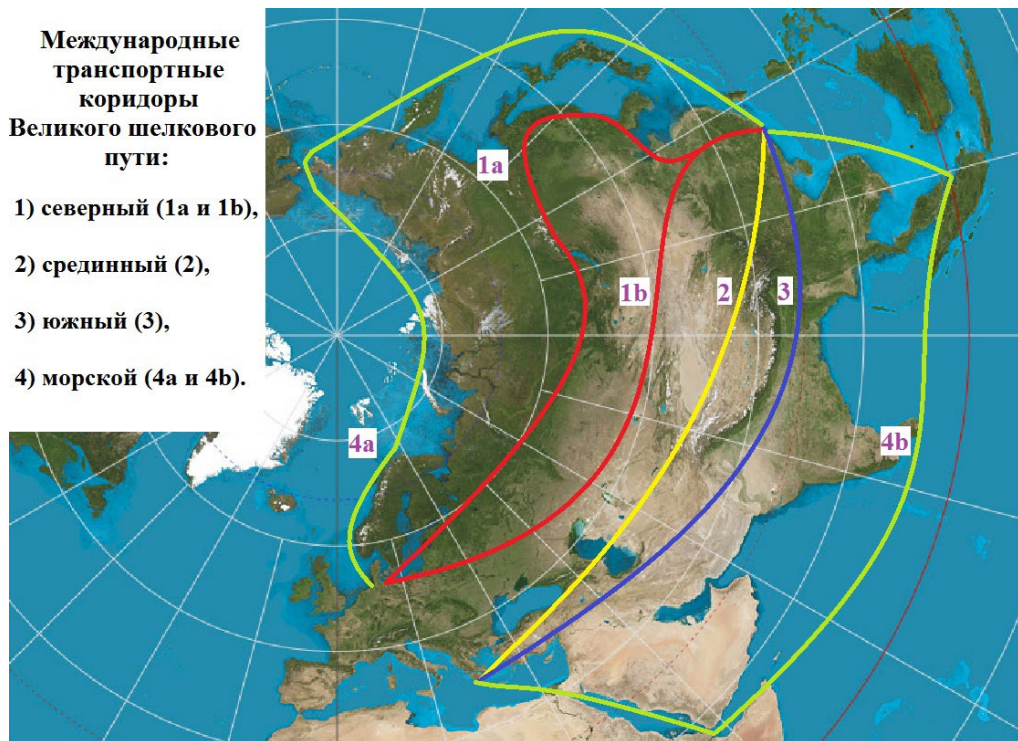 Международные
транспортные
коридоры
Великого шелкового
пути:
1) северный (1a и 1b),
2) срединный (2),
3) южный (3),
4) морской (4a и 4b).
1a
1b
2
3
4a
4b